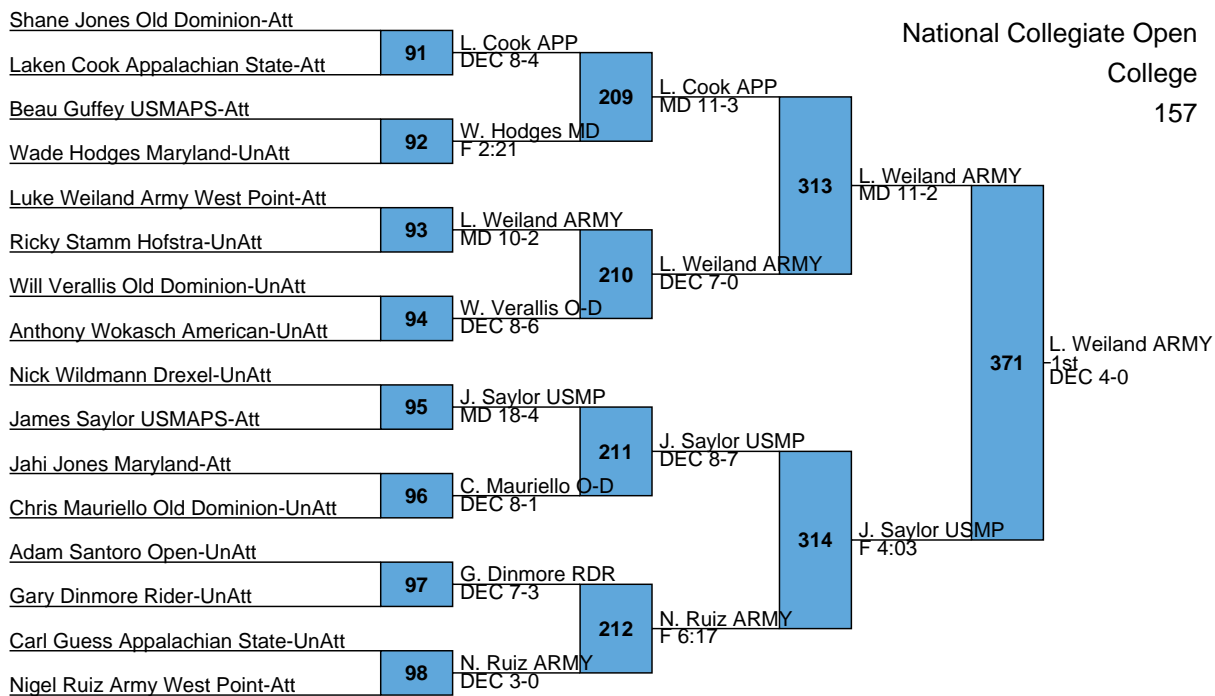 National Collegiate Open
College
157
Shane Jones Old Dominion-Att
Laken Cook Appalachian State-Att
Beau Guffey USMAPS-Att
Wade Hodges Maryland-UnAtt
Luke Weiland Army West Point-Att
Ricky Stamm Hofstra-UnAtt
Will Verallis Old Dominion-UnAtt
Anthony Wokasch American-UnAtt
Nick Wildmann Drexel-UnAtt
James Saylor USMAPS-Att
Jahi Jones Maryland-Att
Chris Mauriello Old Dominion-UnAtt
Adam Santoro Open-UnAtt
Gary Dinmore Rider-UnAtt
Carl Guess Appalachian State-UnAtt
Nigel Ruiz Army West Point-Att
91
92
93
94
95
96
97
98
L. Cook APP
DEC 8-4
W. Hodges MD
F 2:21
L. Weiland ARMY
MD 10-2
W. Verallis O-D
DEC 8-6
J. Saylor USMP
MD 18-4
C. Mauriello O-D
DEC 8-1
G. Dinmore RDR
DEC 7-3
N. Ruiz ARMY
DEC 3-0
209
210
211
212
L. Cook APP
MD 11-3
L. Weiland ARMY
DEC 7-0
J. Saylor USMP
DEC 8-7
N. Ruiz ARMY
F 6:17
313
314
L. Weiland ARMY
MD 11-2
J. Saylor USMP
F 4:03
371
L. Weiland ARMY
1st
DEC 4-0